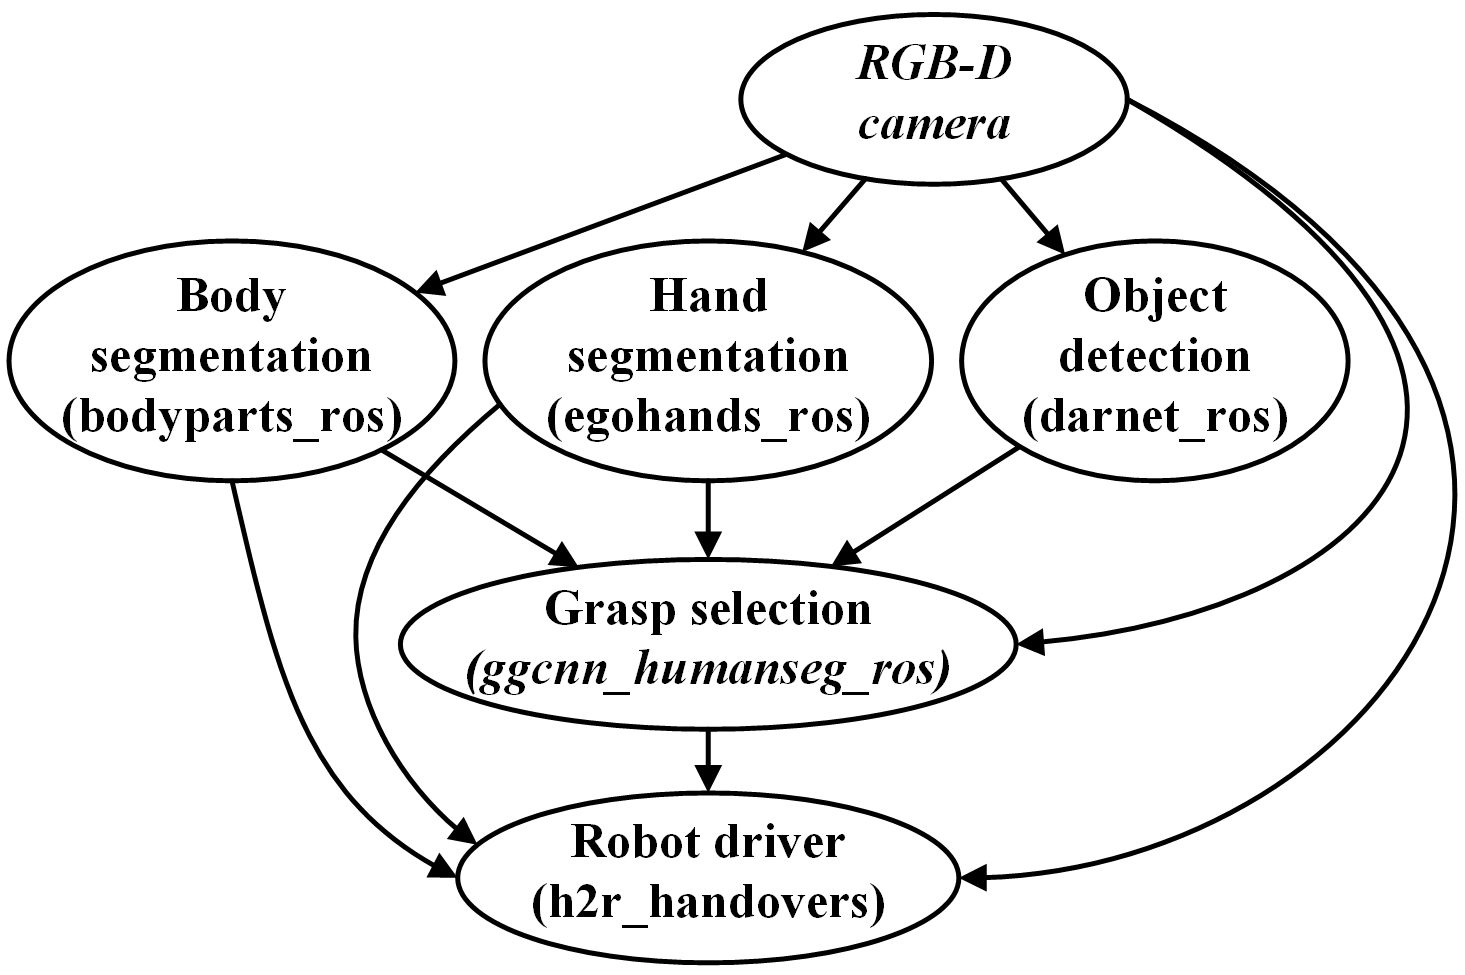 RGB-D
camera
Body
segmentation
(bodyparts_ros)
Hand
segmentation
(egohands_ros)
Object
detection
(darnet_ros)
Grasp selection
(ggcnn_humanseg_ros)
Robot driver
(h2r_handovers)